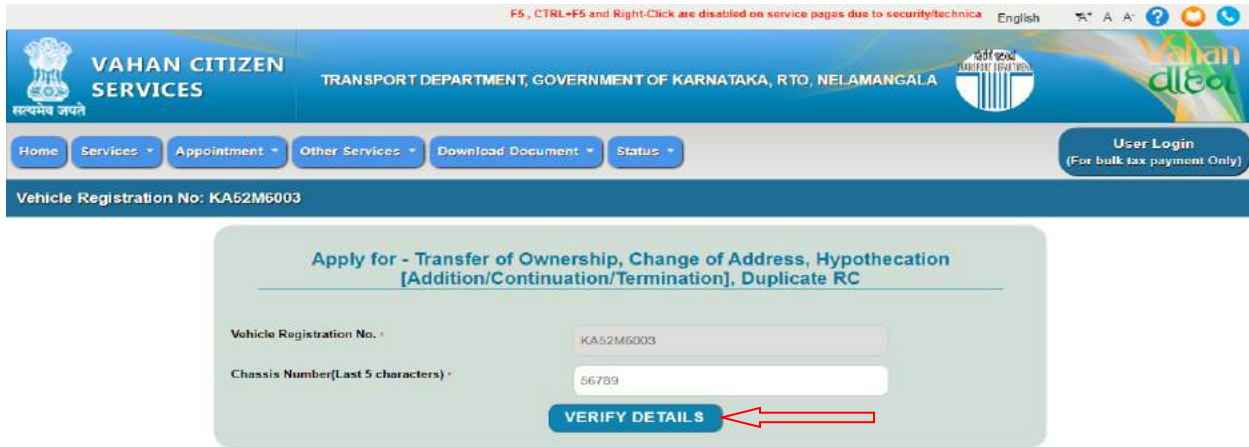 F5 , CTRL+F5 and Right-Click are disabled on service pages due to security/technica
English
A+ A A-
VAHAN CITIZEN
SERVICES
सत्यमेव जयते
TRANSPORT DEPARTMENT, GOVERNMENT OF KARNATAKA, RTO, NELAMANGALA
TRANSPORT DEPARTMENT
Vahan
Home
Services
Appointment
Other Services
Download Document
Status
User Login
(For bulk tax payment Only)
Vehicle Registration No: KA52M6003
Apply for - Transfer of Ownership, Change of Address, Hypothecation
[Addition/Continuation/Termination], Duplicate RC
Vehicle Registration No. *
KA52M6003
Chassis Number(Last 5 characters) *
56789
VERIFY DETAILS